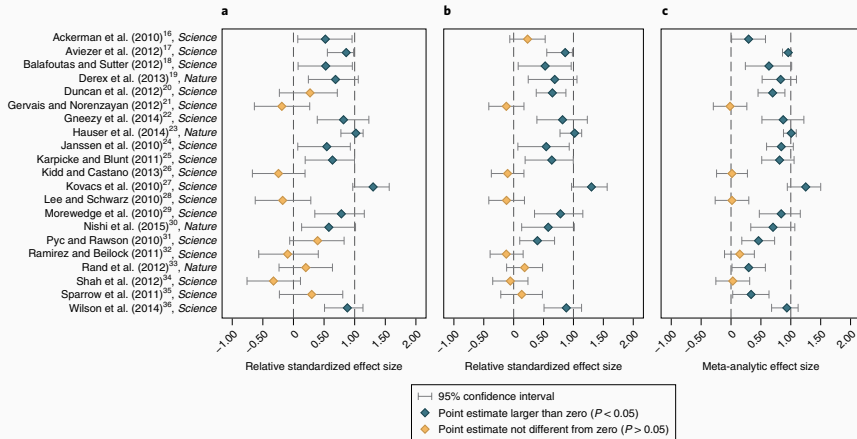 a
b
c
Ackerman et al. (2010)16, Science
Aviezer et al. (2012)17, Science
Balafoutas and Sutter (2012)18, Science
Derex et al. (2013)19, Nature
Duncan et al. (2012)20, Science
Gervais and Norenzayan (2012)21, Science
Gneezy et al. (2014)22, Science
Hauser et al. (2014)23, Nature
Janssen et al. (2010)24, Science
Karpicke and Blunt (2011)25, Science
Kidd and Castano (2013)26, Science
Kovacs et al. (2010)27, Science
Lee and Schwarz (2010)28, Science
Morewedge et al. (2010)29, Science
Nishi et al. (2015)30, Nature
Pyc and Rawson (2010)31, Science
Ramirez and Beilock (2011)32, Science
Rand et al. (2012)33, Nature
Shah et al. (2012)34, Science
Sparrow et al. (2011)35, Science
Wilson et al. (2014)36, Science
−1.00 −0.50 0.00 0.50 1.00 1.50 2.00
−1.00 −0.50 0.00 0.50 1.00 1.50 2.00
−1.00 −0.50 0.00 0.50 1.00 1.50 2.00
Relative standardized effect size
Relative standardized effect size
Meta-analytic effect size
95% confidence interval
Point estimate larger than zero (P < 0.05)
Point estimate not different from zero (P > 0.05)